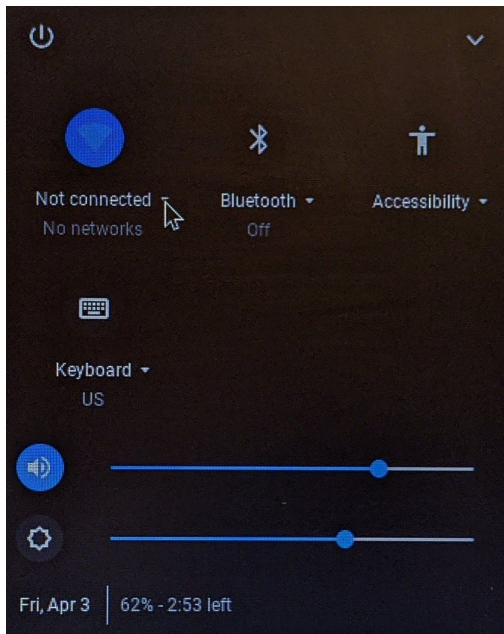 Not connected
No networks
Bluetooth
Off
Accessibility
Keyboard
US
Fri, Apr 3
62% - 2:53 left